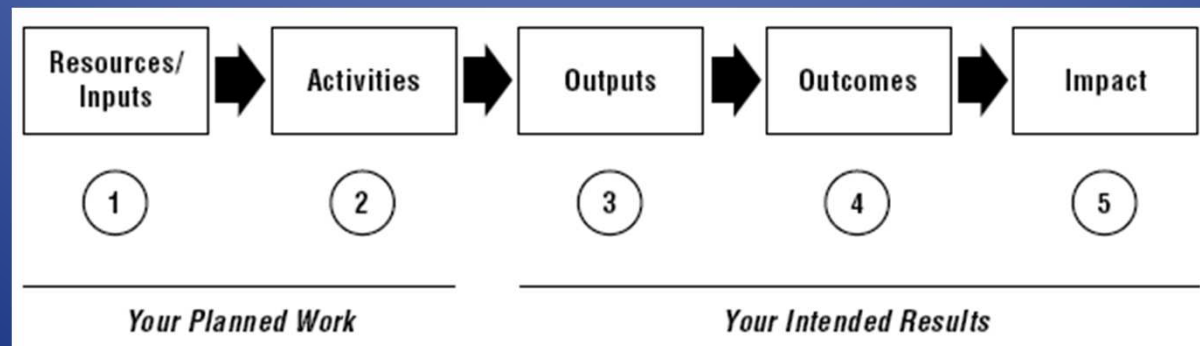 Resources/
Inputs
Activities
Outputs
Outcomes
Impact
1
2
3
4
5
Your Planned Work
Your Intended Results